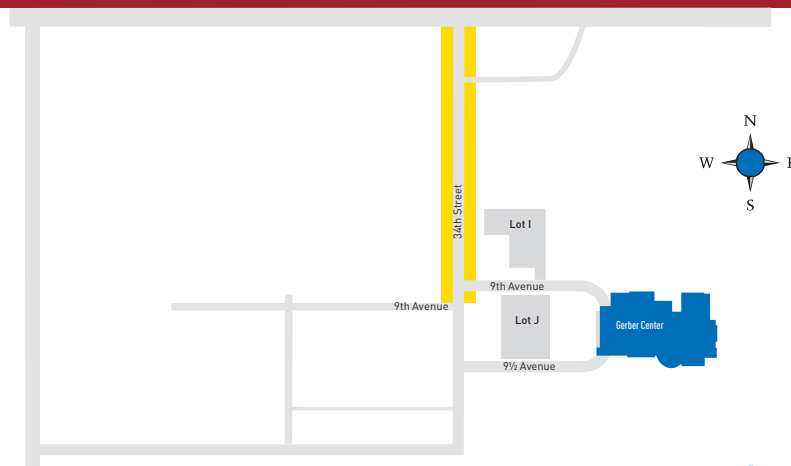 N
W
E
S
34th Street
Lot I
9th Avenue
9th Avenue
Lot J
Gerber Center
9½ Avenue